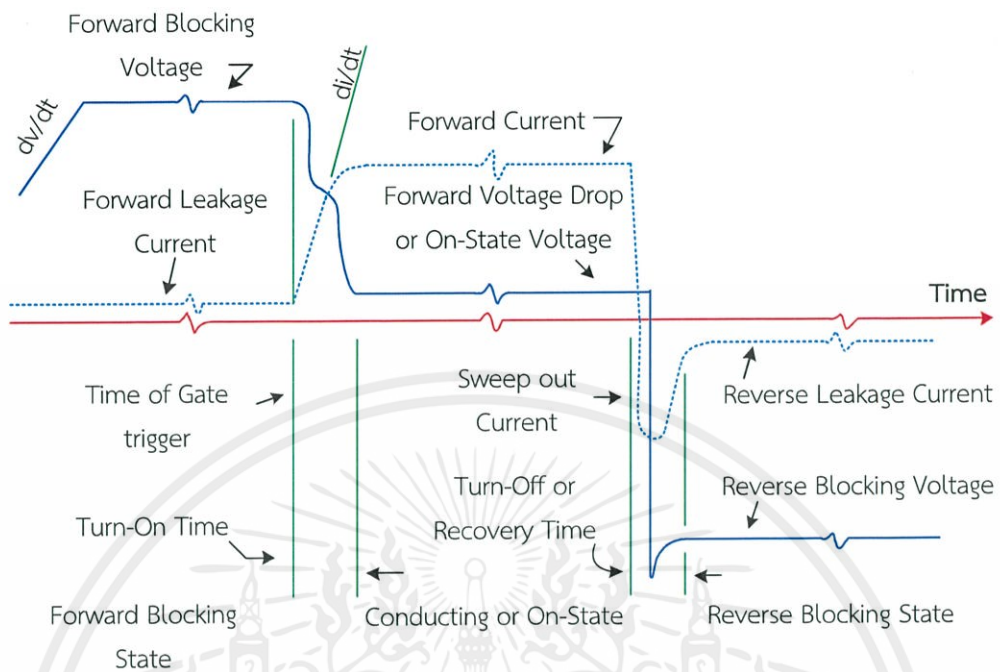 Forward Blocking
Voltage
dv/dt
di/dt
Forward Current
Forward Leakage
Current
Forward Voltage Drop
or On-State Voltage
Time
Time of Gate
trigger
Sweep out
Current
Reverse Leakage Current
Turn-On Time
Turn-Off or
Recovery Time
Reverse Blocking Voltage
Forward Blocking
State
Conducting or On-State
Reverse Blocking State